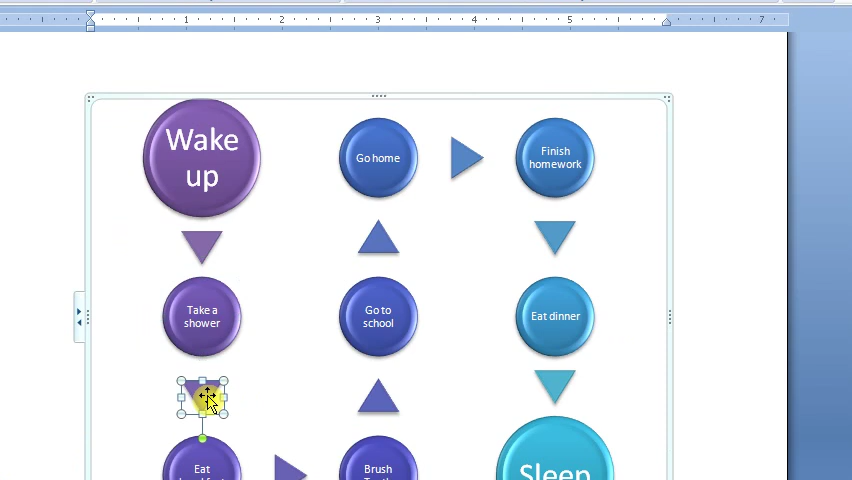 1 2 3 4 5 7
Wake
up
Go home
Finish
homework
Take a
shower
Go to
school
Eat dinner
Eat
Brush
Sleep